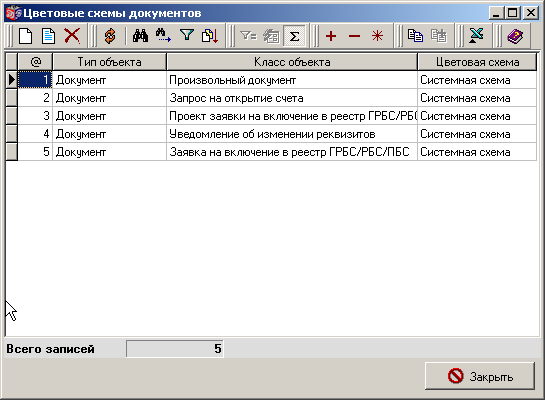 Цветовые схемы документов
@ Тип объекта Класс объекта Цветовая схема
1 Документ Произвольный документ Системная схема
2 Документ Запрос на открытие счета Системная схема
3 Документ Проект заявки на включение в реестр ГРБС/РБС Системная схема
4 Документ Уведомление об изменении реквизитов Системная схема
5 Документ Заявка на включение в реестр ГРБС/РБС/ПБС Системная схема
Всего записей 5
Закрыть